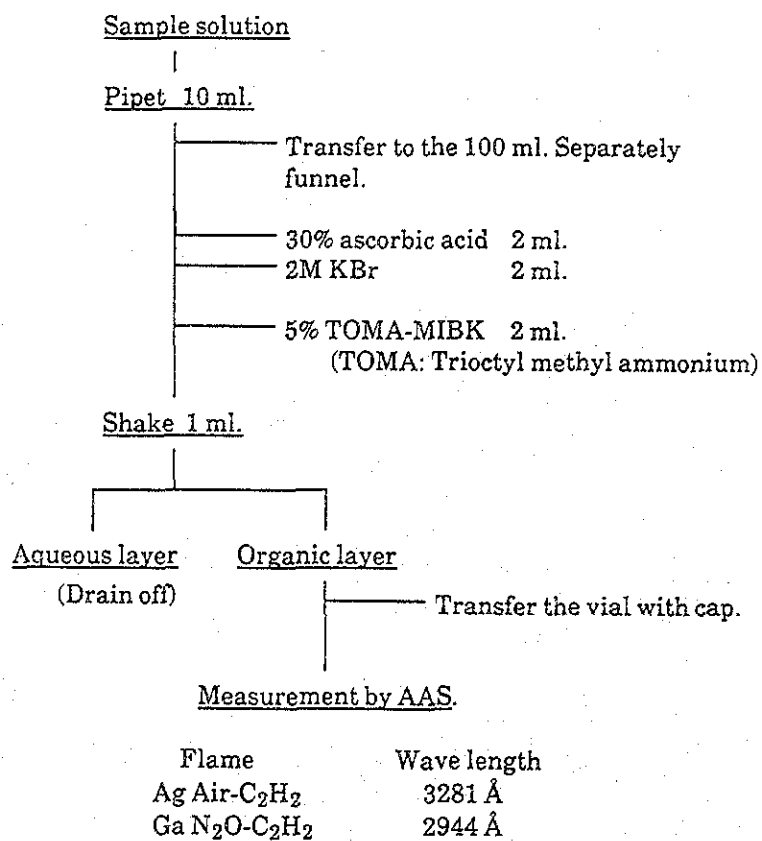 Sample solution
Pipet 10 ml.
Transfer to the 100 ml. Separately
funnel.
30% ascorbic acid 2 ml.
2M KBr 2 ml.
5% TOMA-MIBK 2 ml.
(TOMA: Trioctyl methyl ammonium)
Shake 1 ml.
Aqueous layer Organic layer
(Drain off)
Transfer the vial with cap.
Measurement by AAS.
Flame Wave length
Ag Air-C₂H₂ 3281 Å
Ga N₂O-C₂H₂ 2944 Å